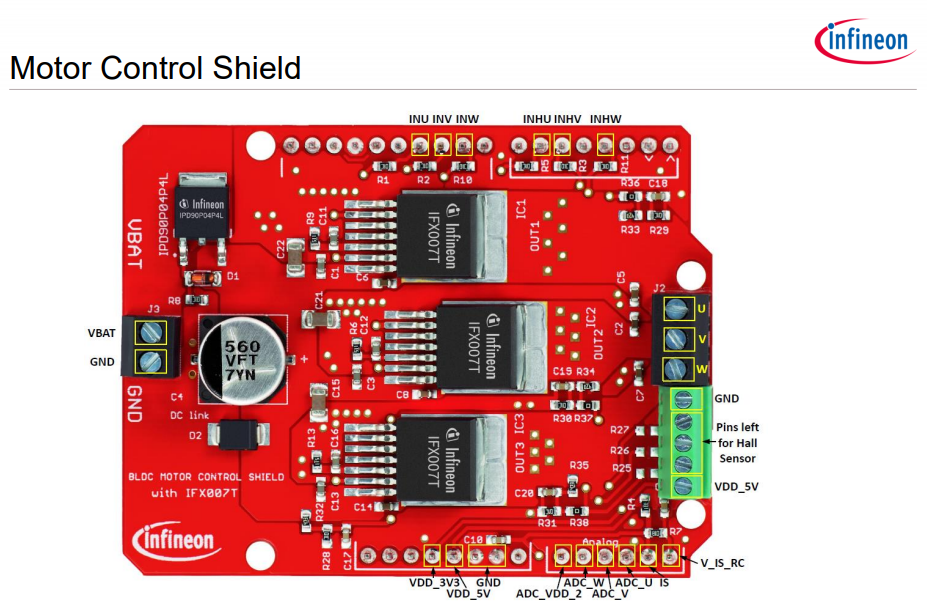 infineon
Motor Control Shield
INU INV INW
INHU INHV INHW
R1
R2
R10
R5
R3
R11
R36
C18
R33
R29
VBAT
IPD90P04P4L
Infineon
IPD90P04P4L
D1
R8
J3
VBAT
GND
GND
R9
C11
C22
C1
C6
Infineon
IFX007T
IC1
OUT1
C21
R6
C12
C3
C8
Infineon
IFX007T
IC2
OUT2
C5
C2
J2
U
V
W
C7
C19 R34
R30 R37
560
VFT
7YN
+
C4
DC link
D2
C15
R13
C16
C13
C14
R32
Infineon
IFX007T
IC3
OUT3
R35
C20
R31
R38
R27
R26
R25
GND
Pins left
for Hall
Sensor
VDD_5V
R4
R7
BLDC MOTOR CONTROL SHIELD
with IFX007T
infineon
R28
C17
C10
Analog
V_IS_RC
VDD_3V3
GND
VDD_5V
ADC_VDD_2
ADC_W
ADC_V
ADC_U
IS